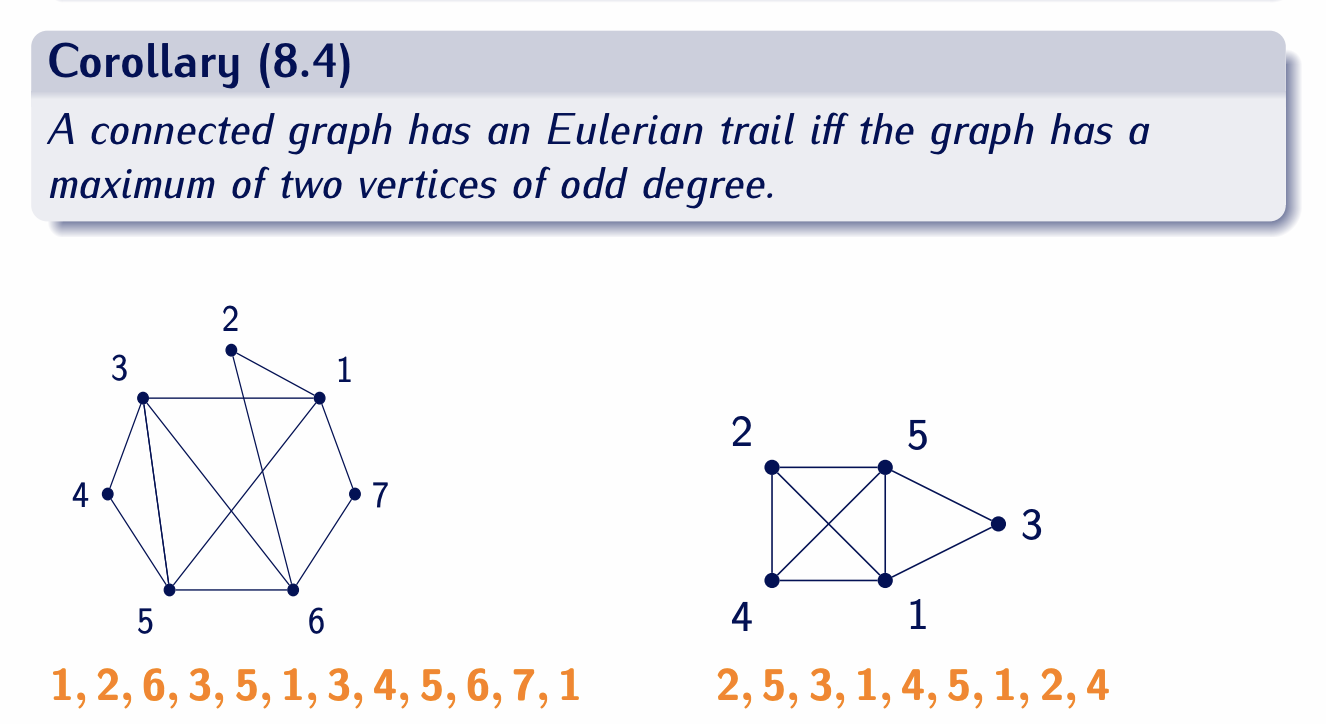 Corollary (8.4)
A connected graph has an Eulerian trail iff the graph has a
maximum of two vertices of odd degree.
2
3
1
4
7
5
6
1, 2, 6, 3, 5, 1, 3, 4, 5, 6, 7, 1
2
5
3
4
1
2, 5, 3, 1, 4, 5, 1, 2, 4